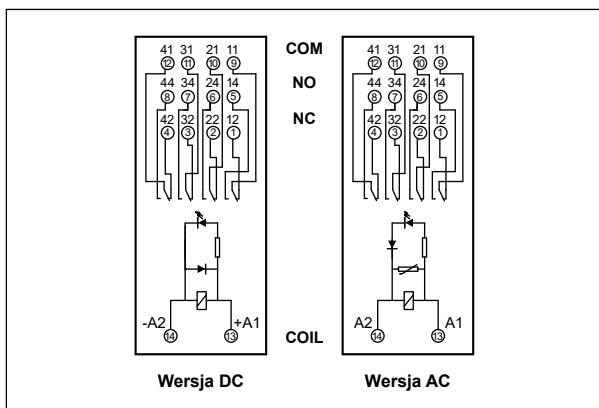 41 31 21 11 COM 41 31 21 11
12 11 10 9 12 11 10 9
44 34 24 14 NO 44 34 24 14
8 7 6 5 8 7 6 5
42 32 22 12 NC 42 32 22 12
4 3 2 1 4 3 2 1
-A2 +A1 A2 A1
14 13 COIL 14 13
Wersja DC Wersja AC